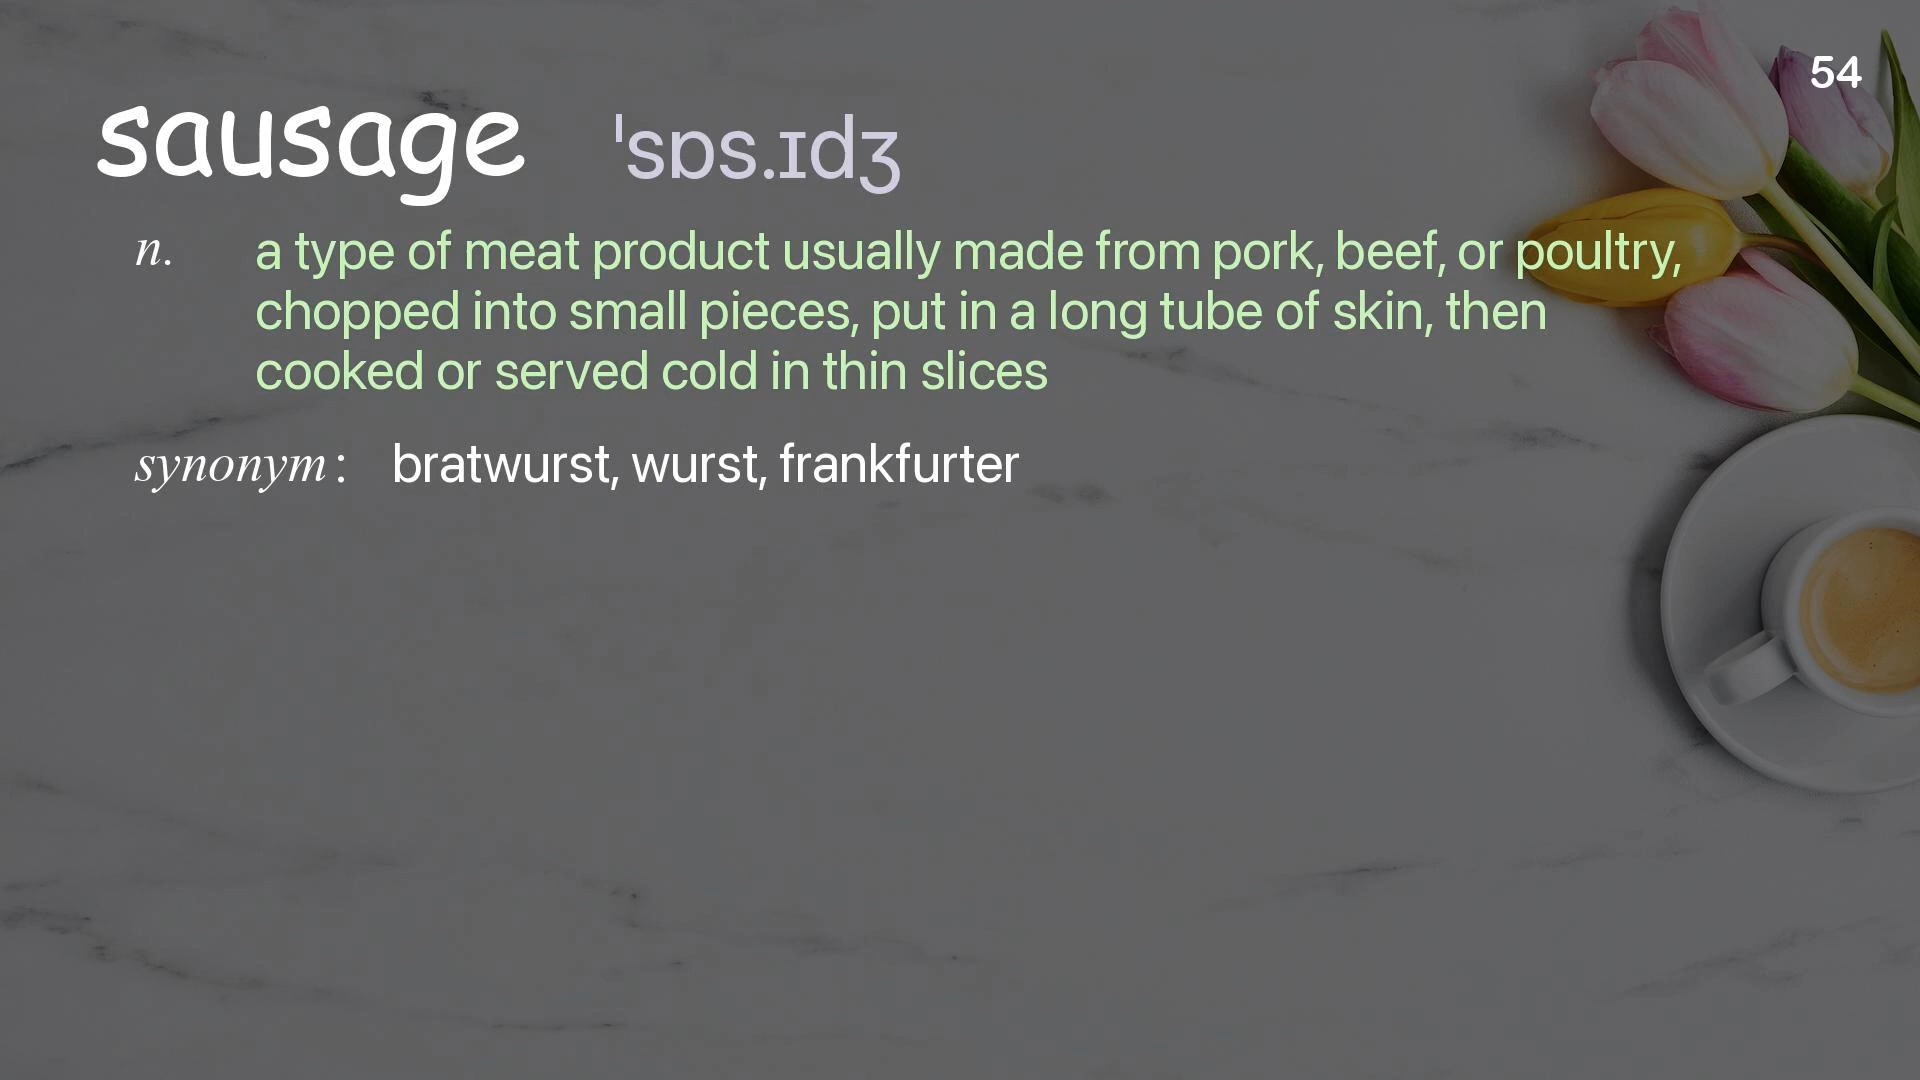 54
sausage ˈsɒs.ɪdʒ
n. a type of meat product usually made from pork, beef, or poultry,
chopped into small pieces, put in a long tube of skin, then
cooked or served cold in thin slices
synonym: bratwurst, wurst, frankfurter